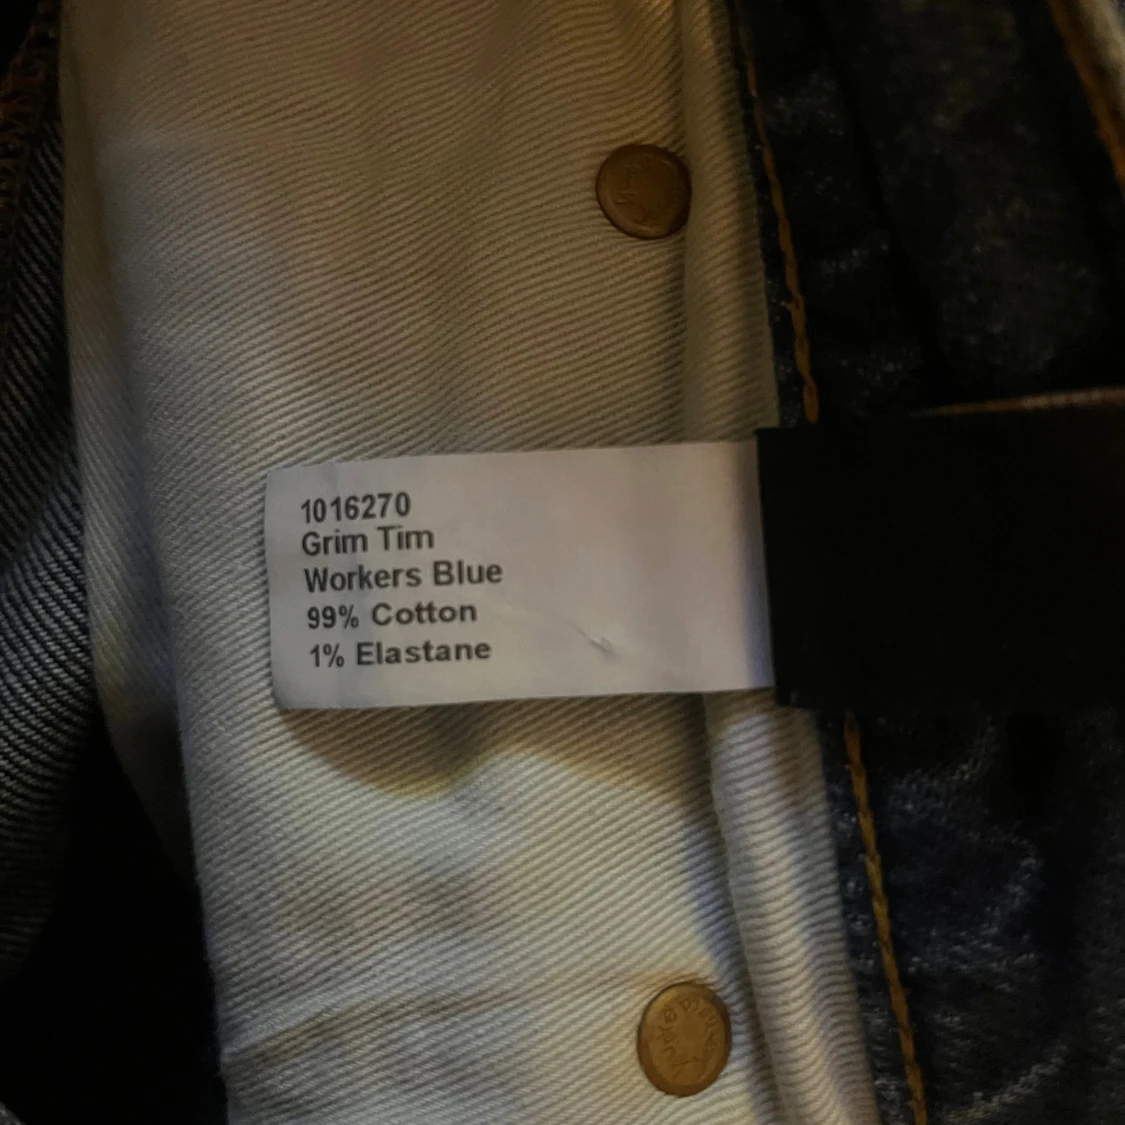 1016270
Grim Tim
Workers Blue
99% Cotton
1% Elastane